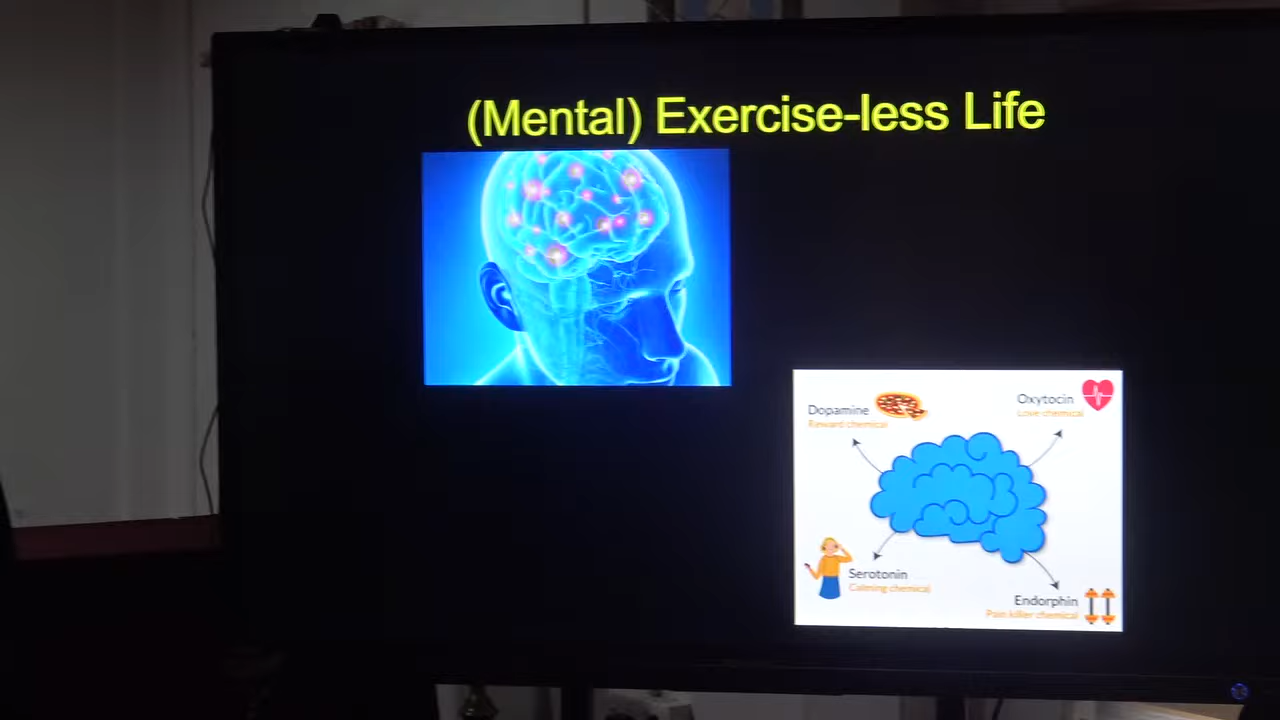 (Mental) Exercise-less Life
Dopamine
Reward chemical
Oxytocin
Love chemical
Serotonin
Calming chemical
Endorphin
Pain killer chemical